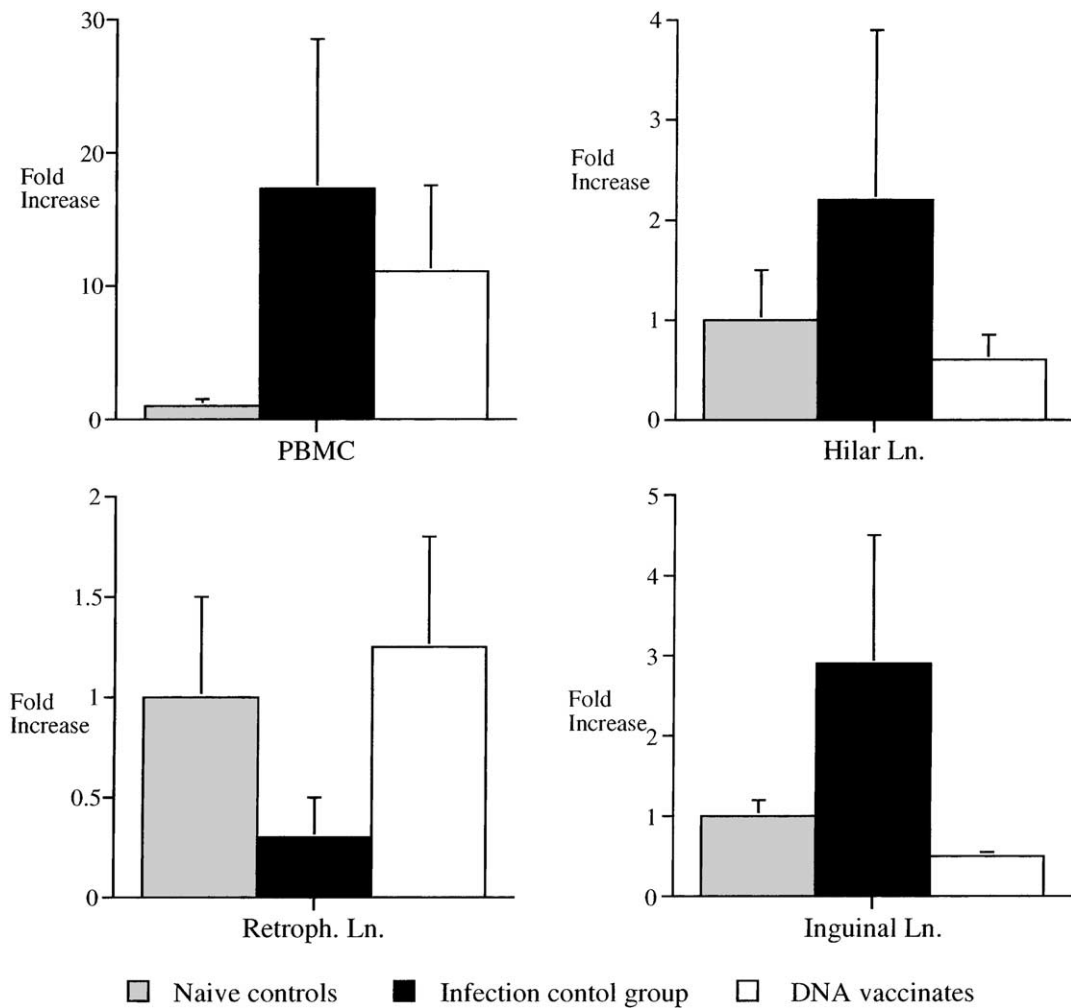 30
20
10
0
Fold
Increase
PBMC
4
3
2
1
0
Fold
Increase
Hilar Ln.
2
1.5
1
0.5
0
Fold
Increase
Retroph. Ln.
5
4
3
2
1
0
Fold
Increase
Inguinal Ln.
Naive controls Infection contol group DNA vaccinates